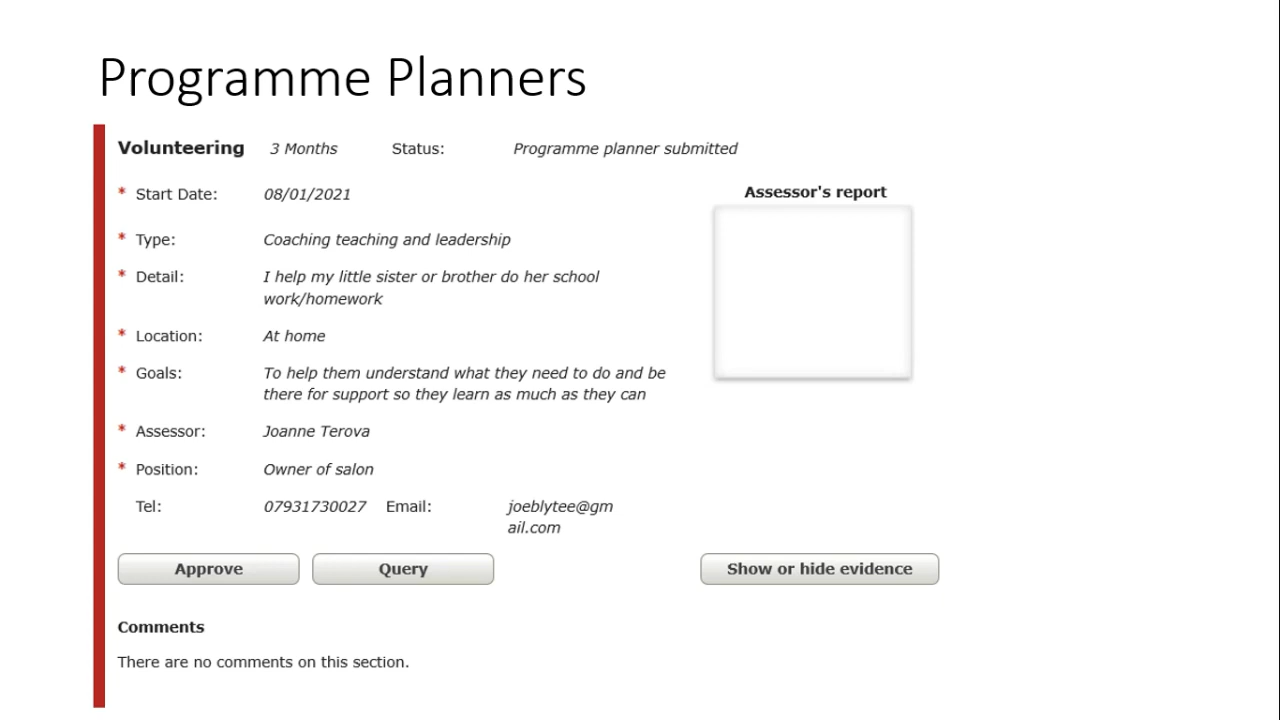 Programme Planners
Volunteering 3 Months Status: Programme planner submitted
* Start Date: 08/01/2021
Assessor's report
* Type: Coaching teaching and leadership
* Detail: I help my little sister or brother do her school
work/homework
* Location: At home
* Goals: To help them understand what they need to do and be
there for support so they learn as much as they can
* Assessor: Joanne Terova
* Position: Owner of salon
Tel: 07931730027 Email: joeblytee@gm
ail.com
Approve Query Show or hide evidence
Comments
There are no comments on this section.